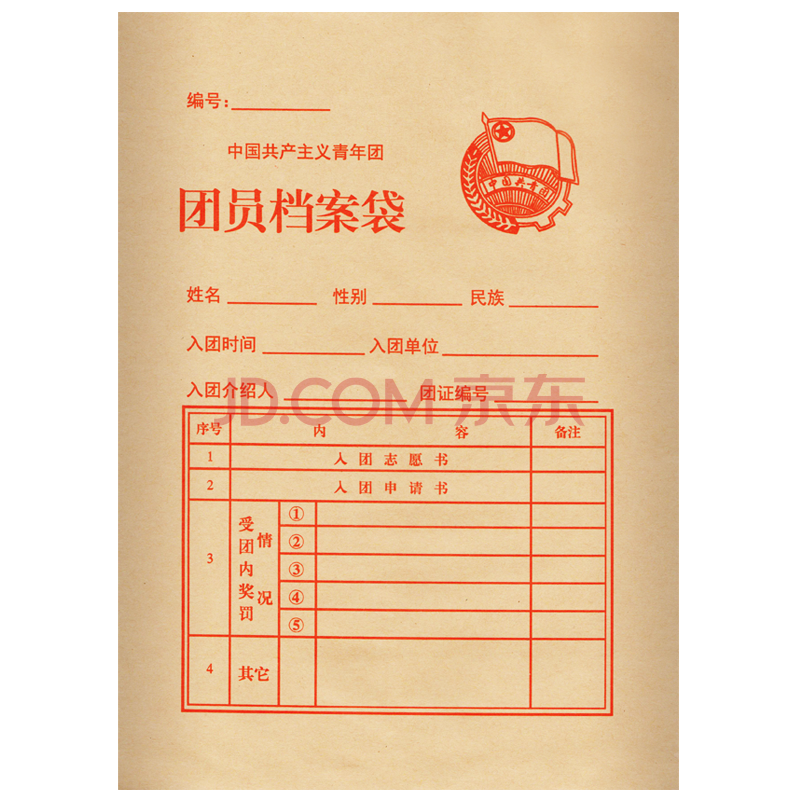 编号：
中国共产主义青年团
团员档案袋
中国共青团
姓名 性别 民族
入团时间 入团单位
入团介绍人 团证编号
JD.COM 京东
序号 内容 备注
1 入团志愿书
2 入团申请书
3 受团内奖罚情况 ①
②
③
④
⑤
4 其它